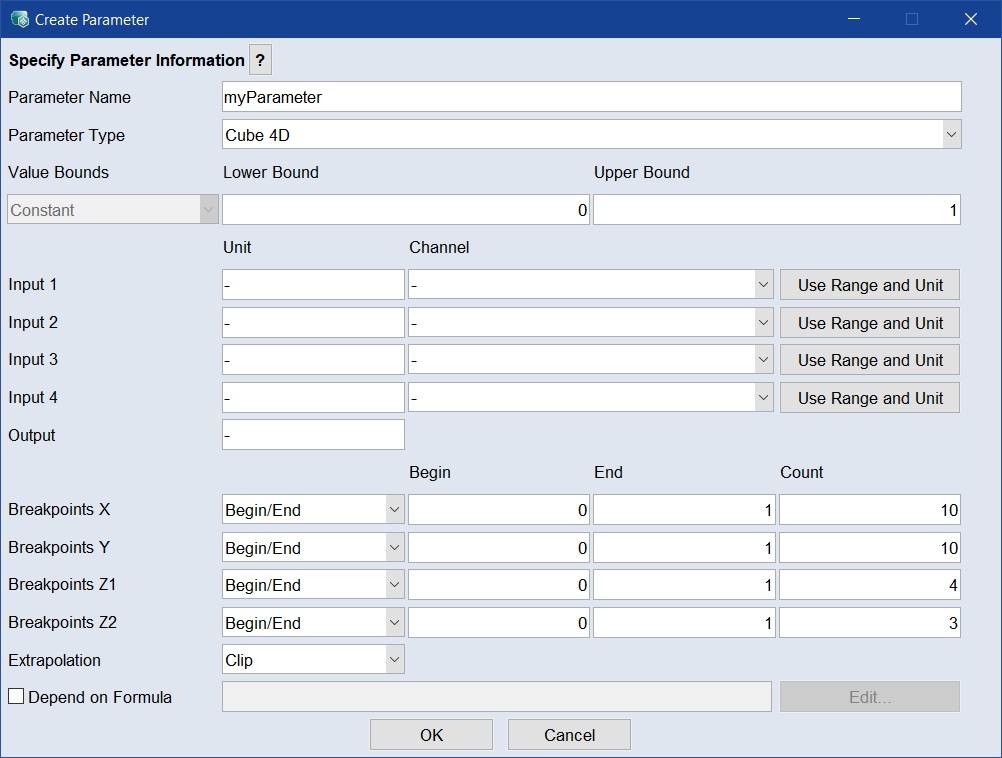 Create Parameter
Specify Parameter Information ?
Parameter Name myParameter
Parameter Type Cube 4D
Value Bounds Lower Bound Upper Bound
Constant 0 1
Unit Channel
Input 1 - - Use Range and Unit
Input 2 - - Use Range and Unit
Input 3 - - Use Range and Unit
Input 4 - - Use Range and Unit
Output -
Begin End Count
Breakpoints X Begin/End 0 1 10
Breakpoints Y Begin/End 0 1 10
Breakpoints Z1 Begin/End 0 1 4
Breakpoints Z2 Begin/End 0 1 3
Extrapolation Clip
Depend on Formula Edit...
OK Cancel